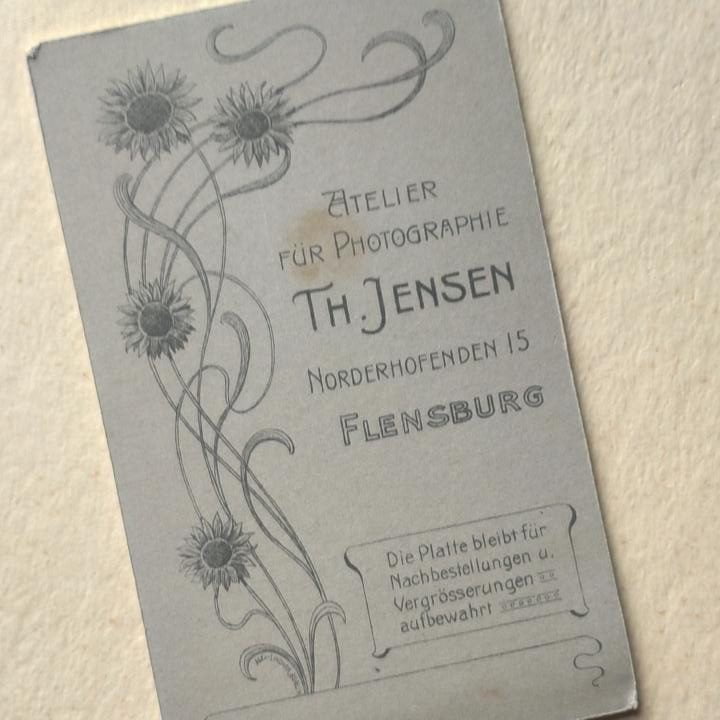 ATELIER
FÜR PHOTOGRAPHIE
TH. JENSEN
NORDERHOFENDEN 15
FLENSBURG
Die Platte bleibt für
Nachbestellungen u.
Vergrösserungen
aufbewahrt